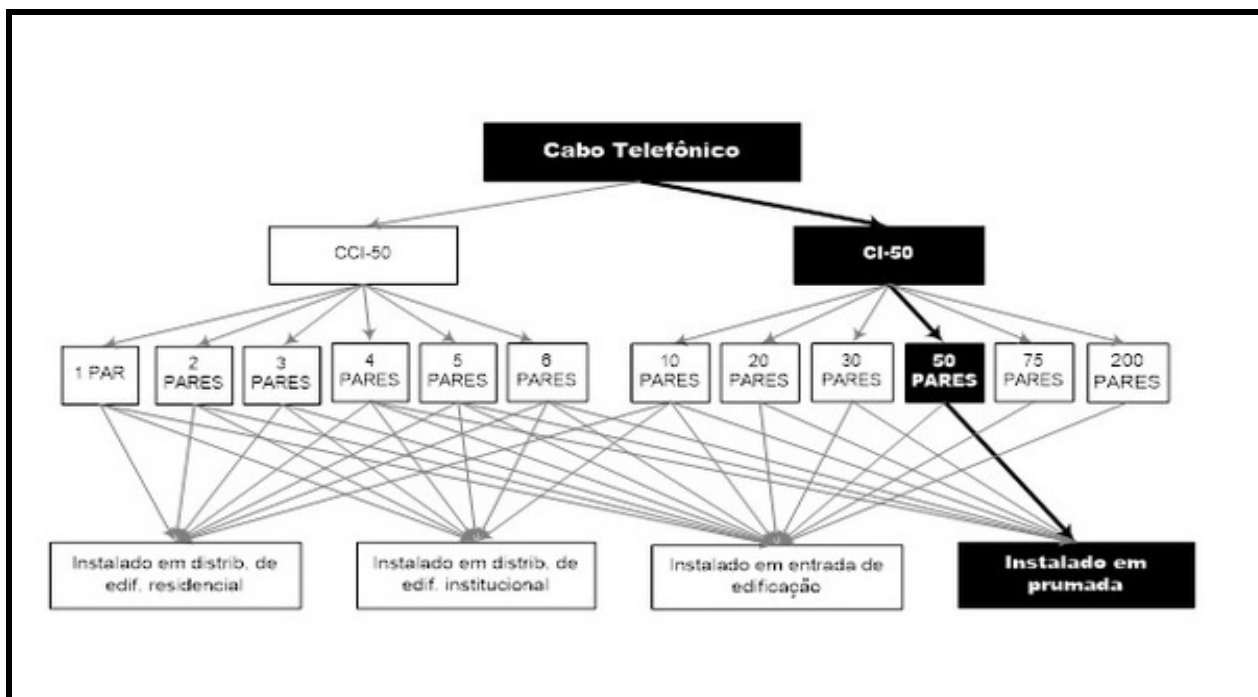 Cabo Telefônico
CCI-50
CI-50
1 PAR
2
PARES
3
PARES
4
PARES
5
PARES
6
PARES
10
PARES
20
PARES
30
PARES
50
PARES
75
PARES
200
PARES
Instalado em distrib. de
edif. residencial
Instalado em distrib. de
edif. institucional
Instalado em entrada de
edificação
Instalado em
prumada